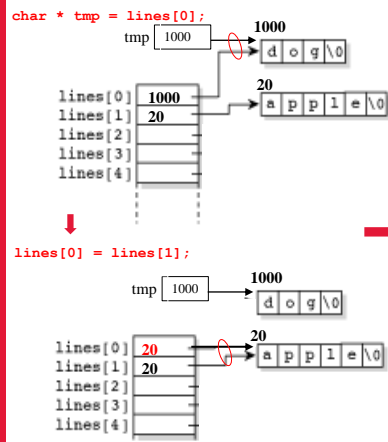 char * tmp = lines[0];
tmp 1000 1000
d o g \0
lines[0] 1000 20
lines[1] 20 a p p l e \0
lines[2]
lines[3]
lines[4]
lines[0] = lines[1];
tmp 1000 1000
d o g \0
lines[0] 20 20
lines[1] 20 a p p l e \0
lines[2]
lines[3]
lines[4]